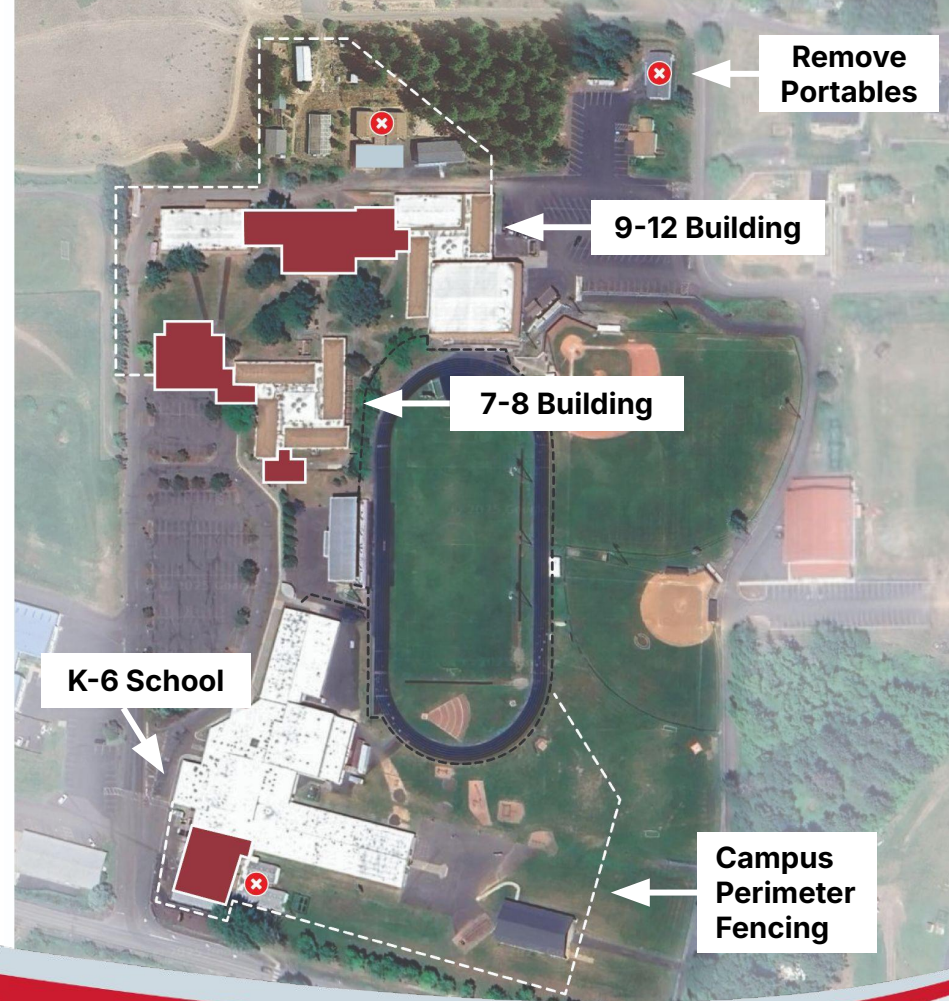 Remove
Portables
9-12 Building
7-8 Building
K-6 School
Campus
Perimeter
Fencing